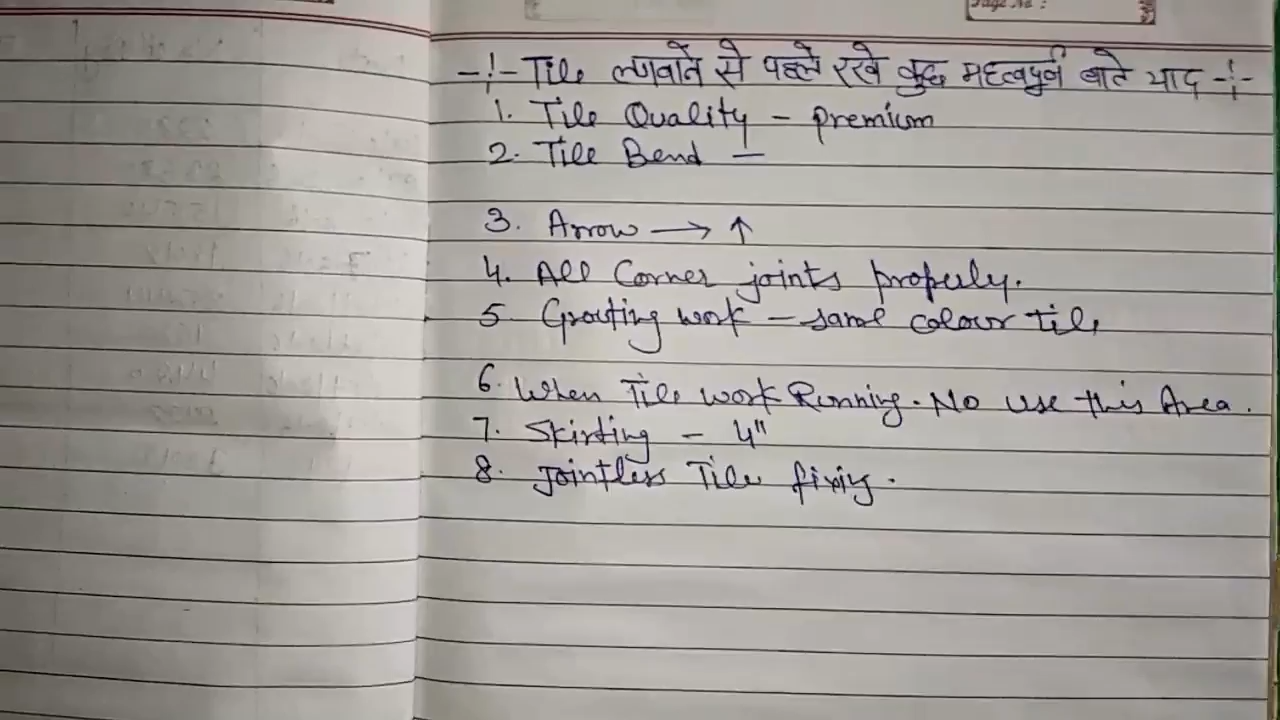 Page No :
-:- Tile लगवाने से पहले रखे कुछ महत्वपूर्ण बाते याद -:-
1. Tile Quality - premium
2. Tile Bend -
3. Arrow → ↑
4. All Corner joints properly.
5. Grouting work - same colour tile
6. When Tile work Running. No use this Area.
7. Skirting - 4"
8. Jointless Tile fixing.